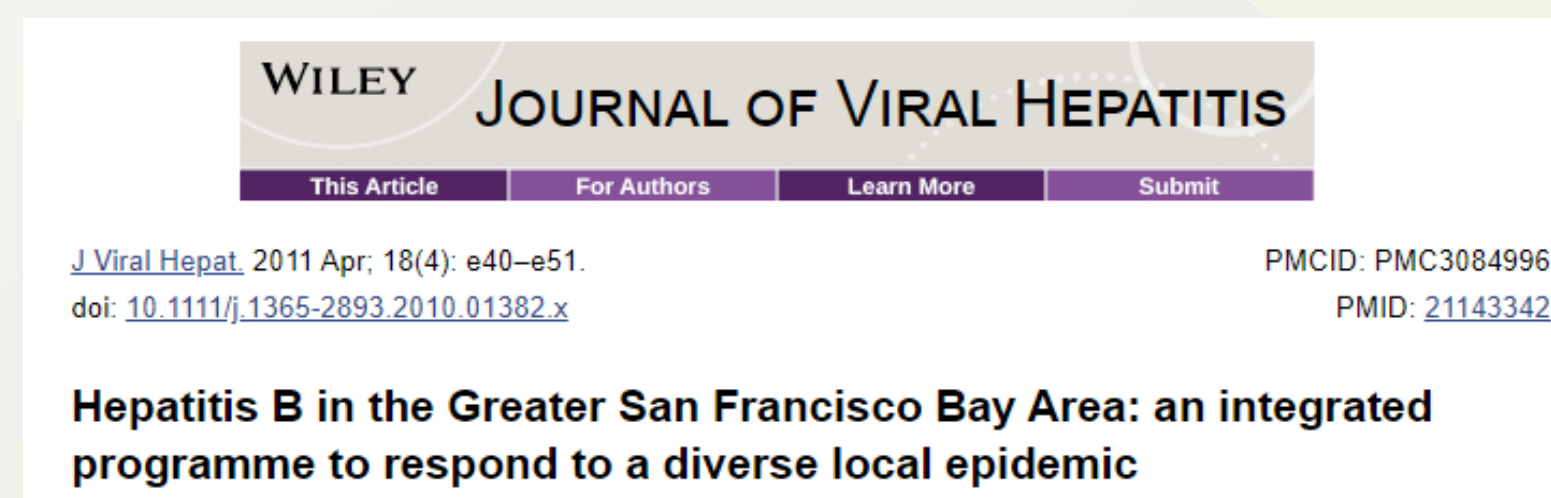 WILEY
JOURNAL OF VIRAL HEPATITIS
This Article For Authors Learn More Submit
J Viral Hepat. 2011 Apr; 18(4): e40–e51. PMCID: PMC3084996
doi: 10.1111/j.1365-2893.2010.01382.x PMID: 21143342
Hepatitis B in the Greater San Francisco Bay Area: an integrated
programme to respond to a diverse local epidemic